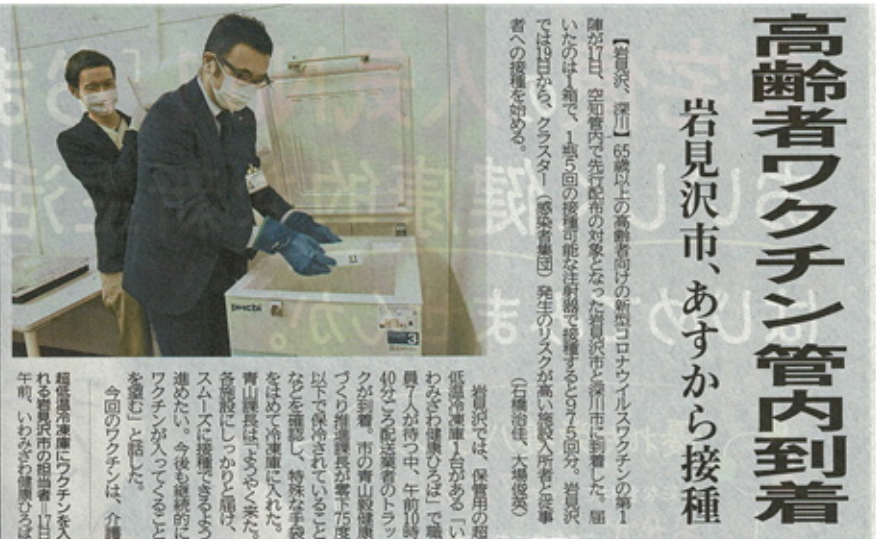 高齢者ワクチン管内到着
岩見沢市、あすから接種
【岩見沢、深川】65歳以上の高齢者向けの新型コロナウイルスワクチンの第1
陣が17日、空知管内で先行配布の対象となった岩見沢市と深川市に到着した。届
いたのは1箱で、1瓶5回の接種可能な注射器で接種すると975回分。岩見沢
では19日から、クラスター(感染者集団)発生のリスクが高い施設入所者と従事
者への接種を始める。
岩見沢では、保管用の超
低温冷凍庫1台がある「い
わみざわ健康ひろば」で職
員7人が待つ中、午前10時
40分ごろ配送業者のトラッ
クが到着。市の青山毅健康
づくり推進課長が零下75度
以下で保冷されていること
などを確認し、特殊な手袋
をはめて冷凍庫に入れた。
青山課長は「ようやく来た。
各施設にしっかりと届け、
スムーズに接種できるよう
進めたい。今後も継続的に
ワクチンが入ってくること
を望む」と話した。
今回のワクチンは、介護
超低温冷凍庫にワクチンを入
れる岩見沢市の担当者=17日
午前、いわみざわ健康ひろば
phcbi
3